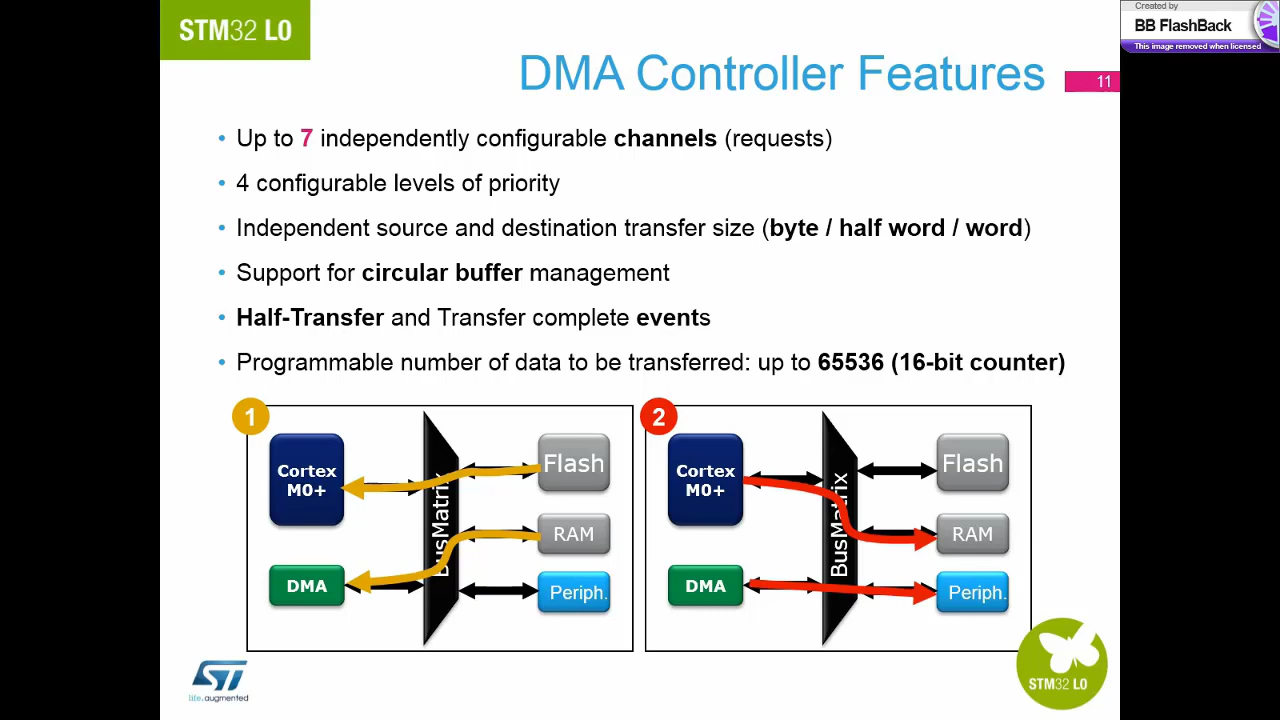 STM32 L0
Created by
BB FlashBack
This image removed when licensed
DMA Controller Features
11
• Up to 7 independently configurable channels (requests)
• 4 configurable levels of priority
• Independent source and destination transfer size (byte / half word / word)
• Support for circular buffer management
• Half-Transfer and Transfer complete events
• Programmable number of data to be transferred: up to 65536 (16-bit counter)
1
Cortex
M0+
DMA
BusMatrix
Flash
RAM
Periph.
2
Cortex
M0+
DMA
BusMatrix
Flash
RAM
Periph.
ST
life.augmented
STM32 L0